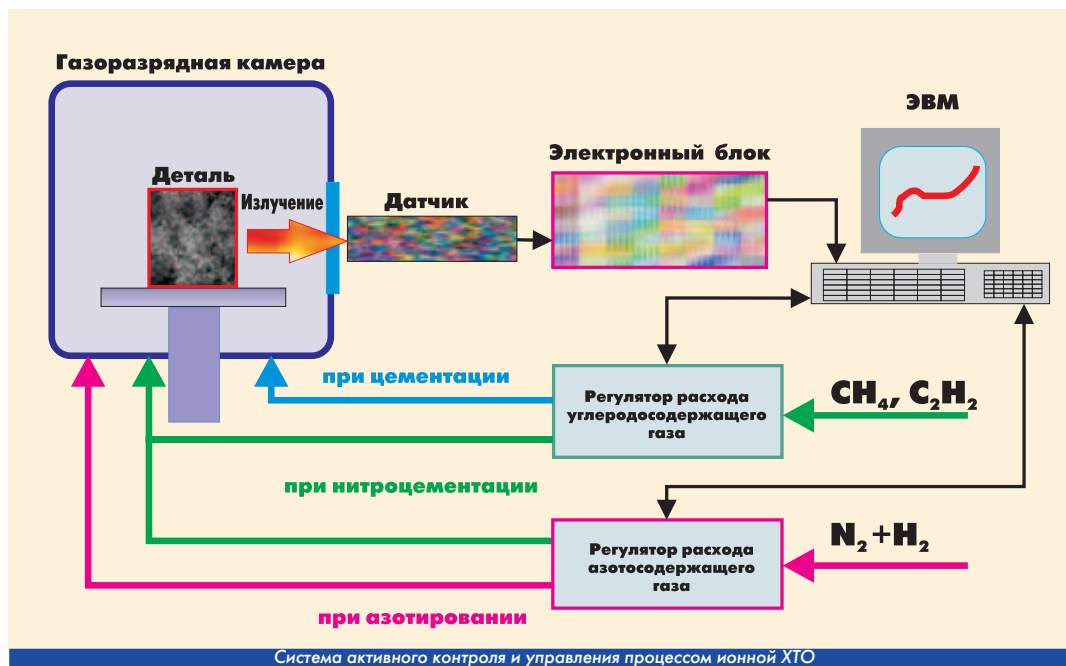 Газоразрядная камера
ЭВМ
Электронный блок
Деталь
Излучение
Датчик
при цементации
Регулятор расхода
углеродосодержащего
газа
CH₄, C₂H₂
при нитроцементации
Регулятор расхода
азотосодержащего
газа
N₂+H₂
при азотировании
Система активного контроля и управления процессом ионной ХТО